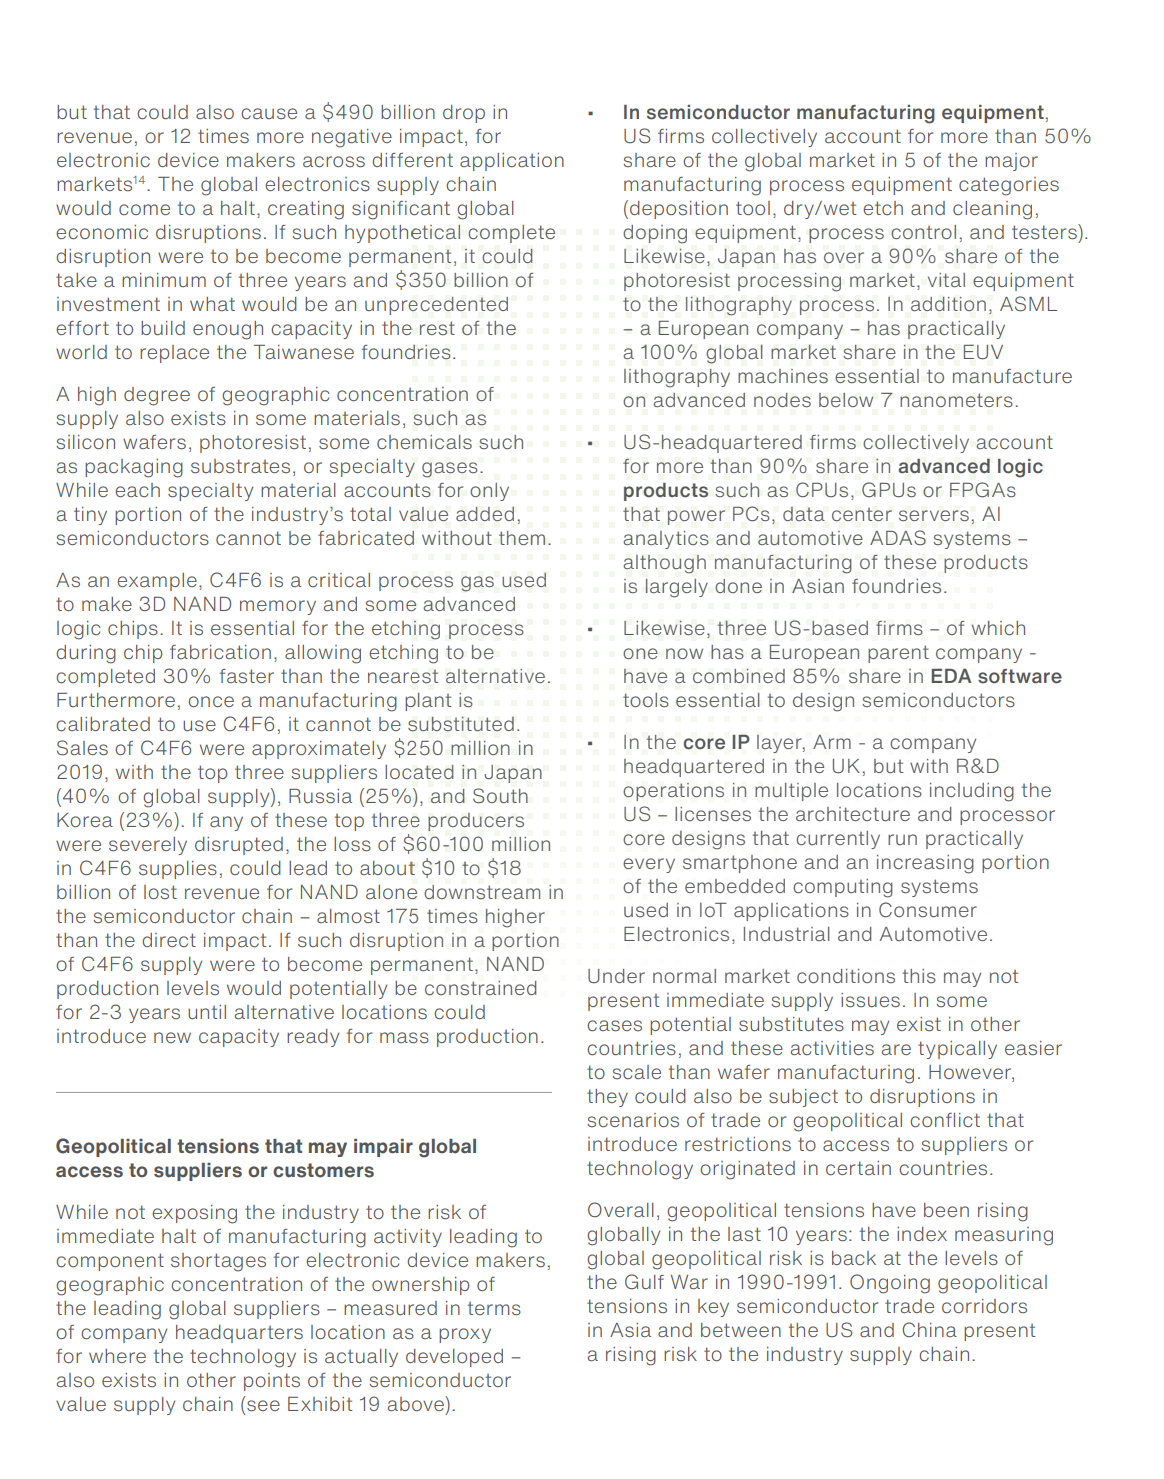 but that could also cause a $490 billion drop in
revenue, or 12 times more negative impact, for
electronic device makers across different application
markets¹⁴. The global electronics supply chain
would come to a halt, creating significant global
economic disruptions. If such hypothetical complete
disruption were to be become permanent, it could
take a minimum of three years and $350 billion of
investment in what would be an unprecedented
effort to build enough capacity in the rest of the
world to replace the Taiwanese foundries.
A high degree of geographic concentration of
supply also exists in some materials, such as
silicon wafers, photoresist, some chemicals such
as packaging substrates, or specialty gases.
While each specialty material accounts for only
a tiny portion of the industry's total value added,
semiconductors cannot be fabricated without them.
As an example, C4F6 is a critical process gas used
to make 3D NAND memory and some advanced
logic chips. It is essential for the etching process
during chip fabrication, allowing etching to be
completed 30% faster than the nearest alternative.
Furthermore, once a manufacturing plant is
calibrated to use C4F6, it cannot be substituted.
Sales of C4F6 were approximately $250 million in
2019, with the top three suppliers located in Japan
(40% of global supply), Russia (25%), and South
Korea (23%). If any of these top three producers
were severely disrupted, the loss of $60-100 million
in C4F6 supplies, could lead to about $10 to $18
billion of lost revenue for NAND alone downstream in
the semiconductor chain – almost 175 times higher
than the direct impact. If such disruption in a portion
of C4F6 supply were to become permanent, NAND
production levels would potentially be constrained
for 2-3 years until alternative locations could
introduce new capacity ready for mass production.
Geopolitical tensions that may impair global
access to suppliers or customers
While not exposing the industry to the risk of
immediate halt of manufacturing activity leading to
component shortages for electronic device makers,
geographic concentration of the ownership of
the leading global suppliers – measured in terms
of company headquarters location as a proxy
for where the technology is actually developed –
also exists in other points of the semiconductor
value supply chain (see Exhibit 19 above).
▪ In semiconductor manufacturing equipment,
US firms collectively account for more than 50%
share of the global market in 5 of the major
manufacturing process equipment categories
(deposition tool, dry/wet etch and cleaning,
doping equipment, process control, and testers).
Likewise, Japan has over a 90% share of the
photoresist processing market, vital equipment
to the lithography process. In addition, ASML
– a European company – has practically
a 100% global market share in the EUV
lithography machines essential to manufacture
on advanced nodes below 7 nanometers.
▪ US-headquartered firms collectively account
for more than 90% share in advanced logic
products such as CPUs, GPUs or FPGAs
that power PCs, data center servers, AI
analytics and automotive ADAS systems –
although manufacturing of these products
is largely done in Asian foundries.
▪ Likewise, three US-based firms – of which
one now has a European parent company -
have a combined 85% share in EDA software
tools essential to design semiconductors
▪ In the core IP layer, Arm - a company
headquartered in the UK, but with R&D
operations in multiple locations including the
US – licenses the architecture and processor
core designs that currently run practically
every smartphone and an increasing portion
of the embedded computing systems
used in IoT applications in Consumer
Electronics, Industrial and Automotive.
Under normal market conditions this may not
present immediate supply issues. In some
cases potential substitutes may exist in other
countries, and these activities are typically easier
to scale than wafer manufacturing. However,
they could also be subject to disruptions in
scenarios of trade or geopolitical conflict that
introduce restrictions to access to suppliers or
technology originated in certain countries.
Overall, geopolitical tensions have been rising
globally in the last 10 years: the index measuring
global geopolitical risk is back at the levels of
the Gulf War in 1990-1991. Ongoing geopolitical
tensions in key semiconductor trade corridors
in Asia and between the US and China present
a rising risk to the industry supply chain.